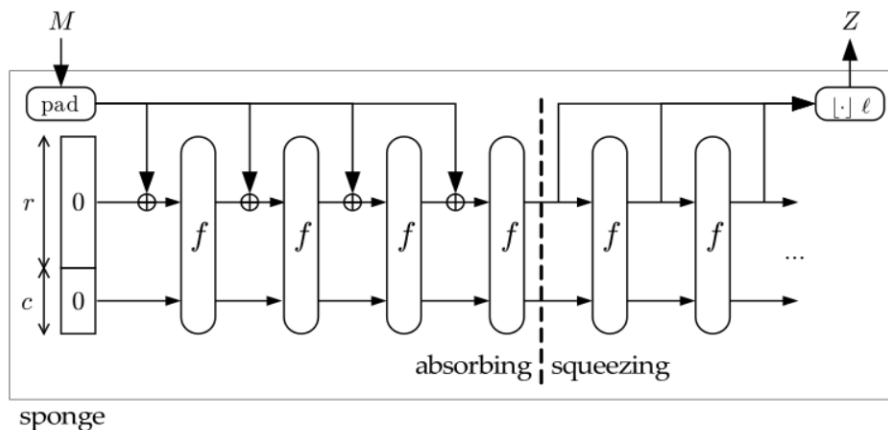 M Z
pad ⌊·⌋ ℓ
r 0 f f f f f f
c 0 ...
absorbing squeezing
sponge